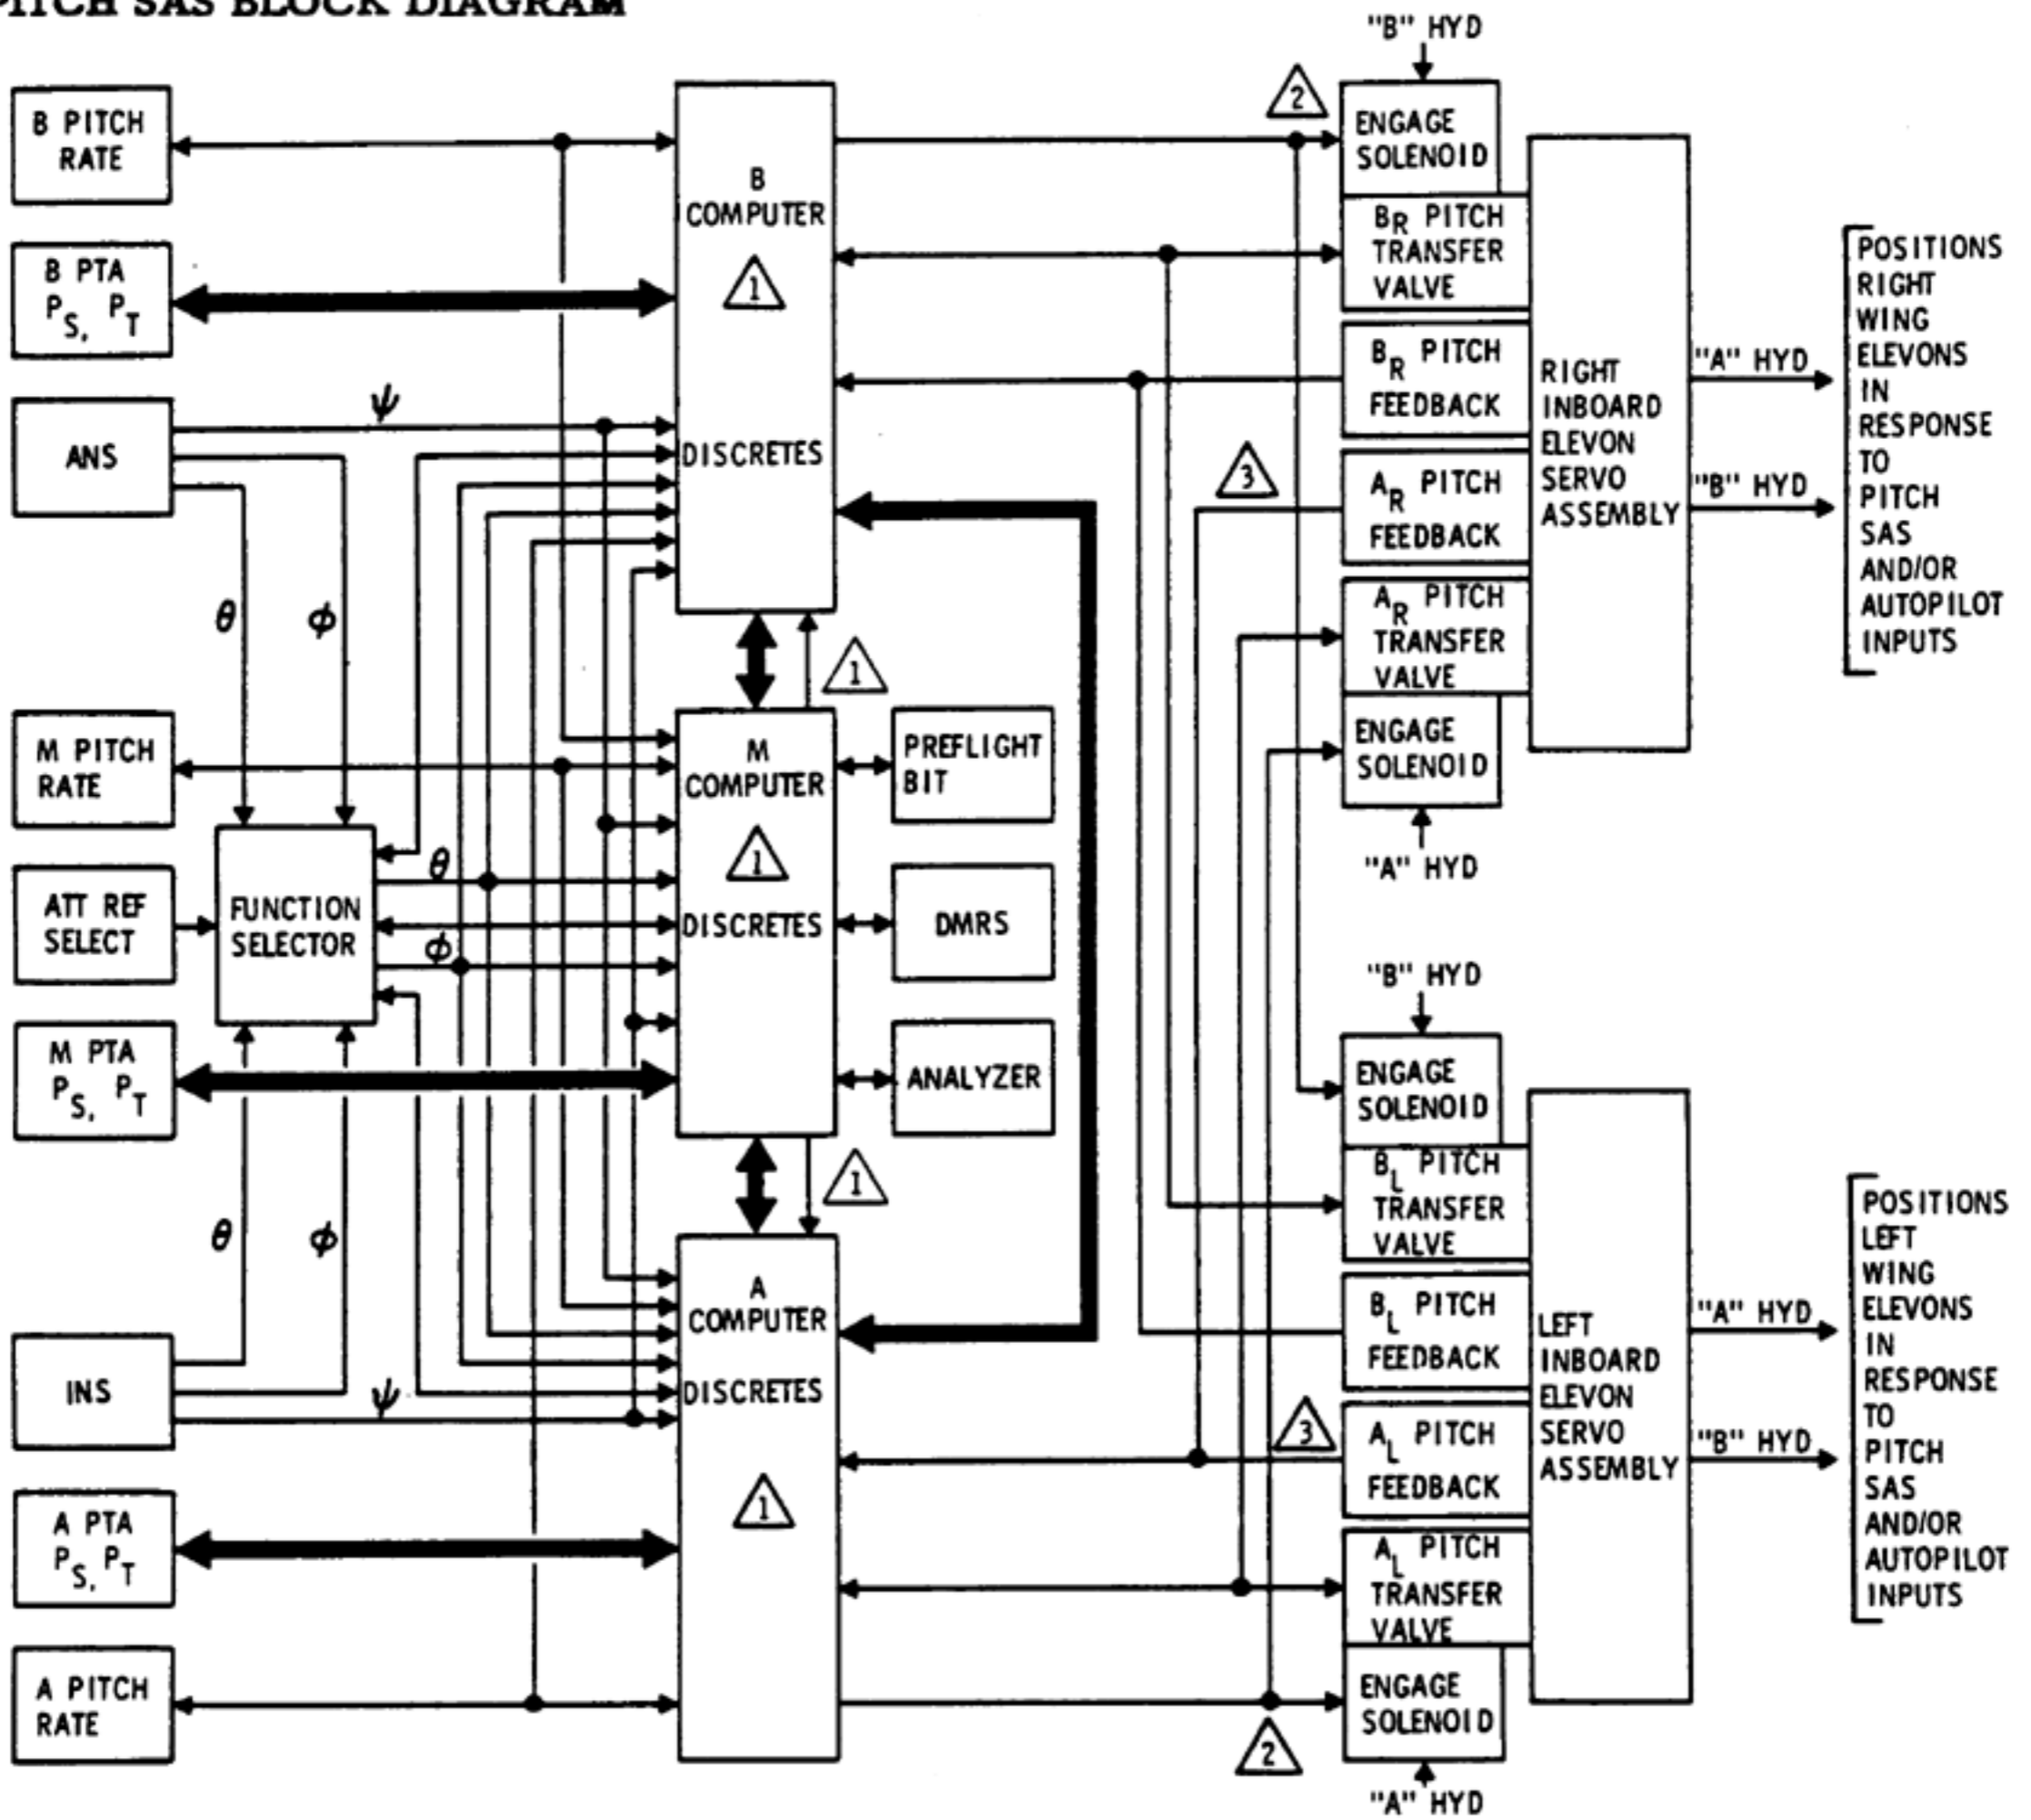 PITCH SAS BLOCK DIAGRAM
B PITCH
RATE
B PTA
PS, PT
ANS
ψ
θ
ϕ
M PITCH
RATE
ATT REF
SELECT
FUNCTION
SELECTOR
θ
ϕ
M PTA
PS, PT
θ
ϕ
INS
ψ
A PTA
PS, PT
A PITCH
RATE
B
COMPUTER
1
DISCRETES
1
M
COMPUTER
1
DISCRETES
PREFLIGHT
BIT
DMRS
ANALYZER
1
A
COMPUTER
DISCRETES
1
"B" HYD
2
ENGAGE
SOLENOID
BR PITCH
TRANSFER
VALVE
BR PITCH
FEEDBACK
3
AR PITCH
FEEDBACK
AR PITCH
TRANSFER
VALVE
ENGAGE
SOLENOID
"A" HYD
RIGHT
INBOARD
ELEVON
SERVO
ASSEMBLY
"A" HYD
"B" HYD
POSITIONS
RIGHT
WING
ELEVONS
IN
RESPONSE
TO
PITCH
SAS
AND/OR
AUTOPILOT
INPUTS
"B" HYD
ENGAGE
SOLENOID
BL PITCH
TRANSFER
VALVE
BL PITCH
FEEDBACK
3
AL PITCH
FEEDBACK
AL PITCH
TRANSFER
VALVE
ENGAGE
SOLENOID
2
"A" HYD
LEFT
INBOARD
ELEVON
SERVO
ASSEMBLY
"A" HYD
"B" HYD
POSITIONS
LEFT
WING
ELEVONS
IN
RESPONSE
TO
PITCH
SAS
AND/OR
AUTOPILOT
INPUTS